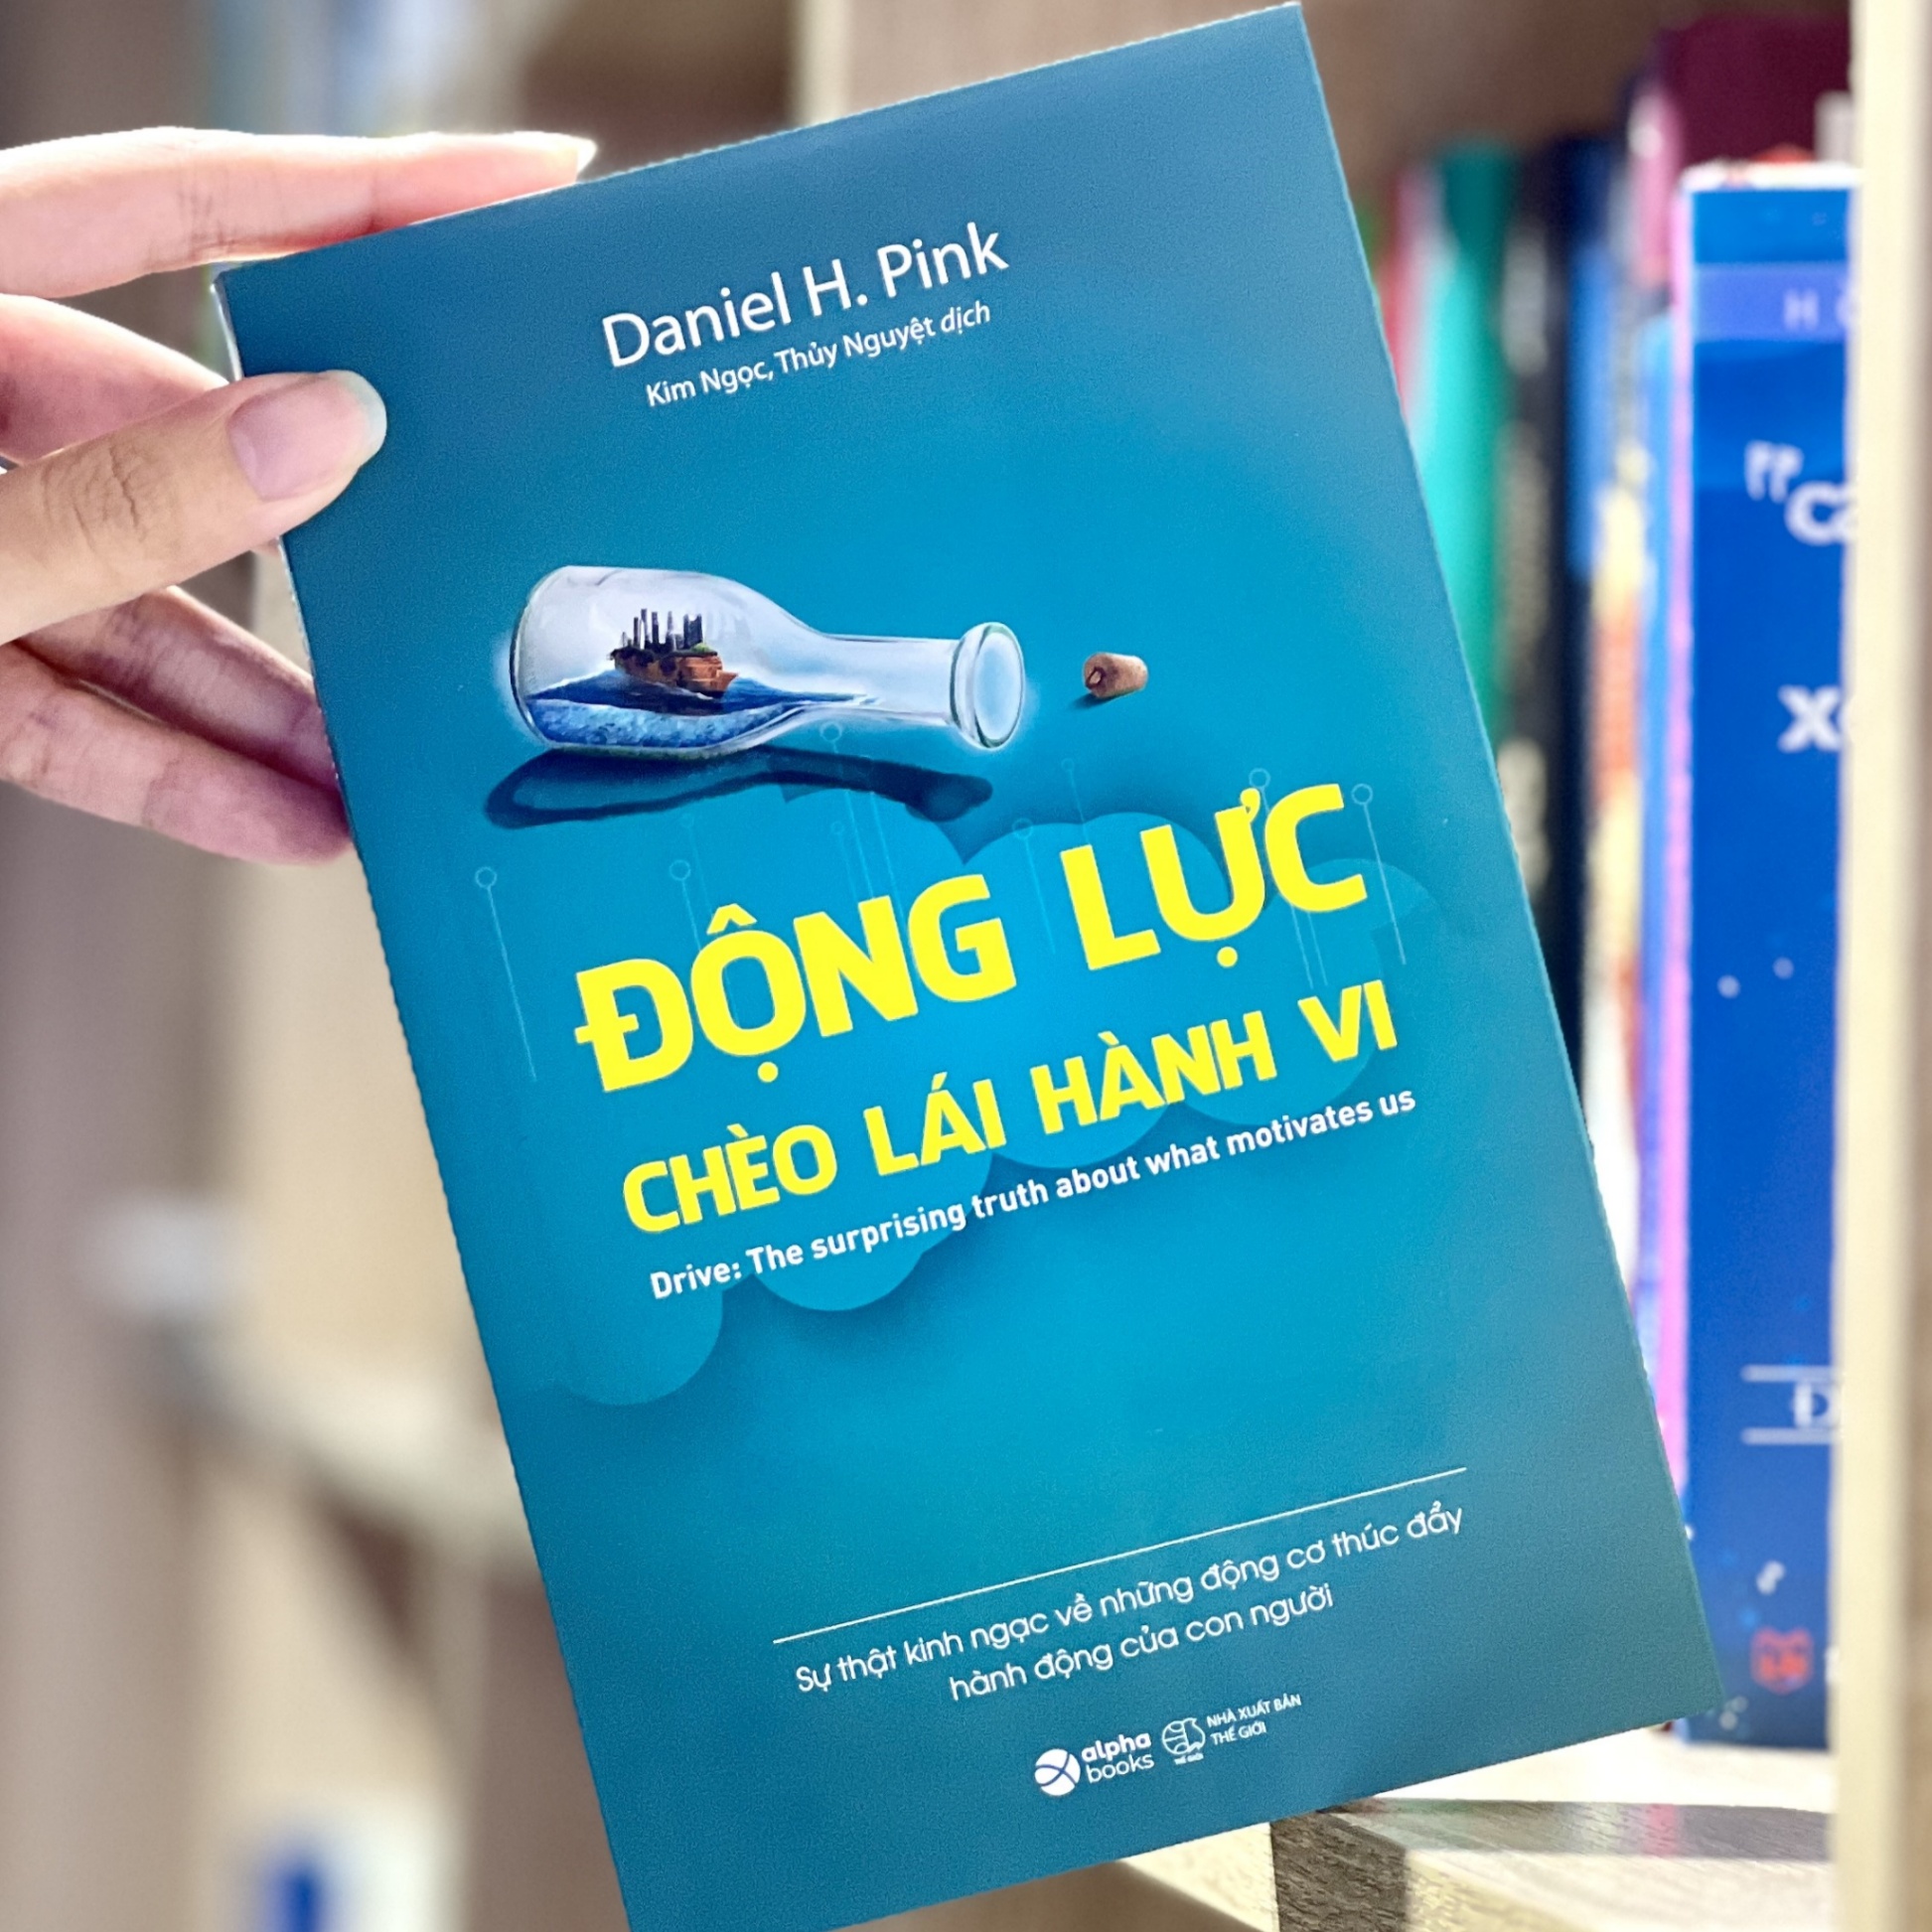 Daniel H. Pink
Kim Ngọc, Thủy Nguyệt dịch
ĐỘNG LỰC
CHÈO LÁI HÀNH VI
Drive: The surprising truth about what motivates us
Sự thật kinh ngạc về những động cơ thúc đẩy
hành động của con người
alpha
books
THẾ GIỚI
NHÀ XUẤT BẢN
THẾ GIỚI